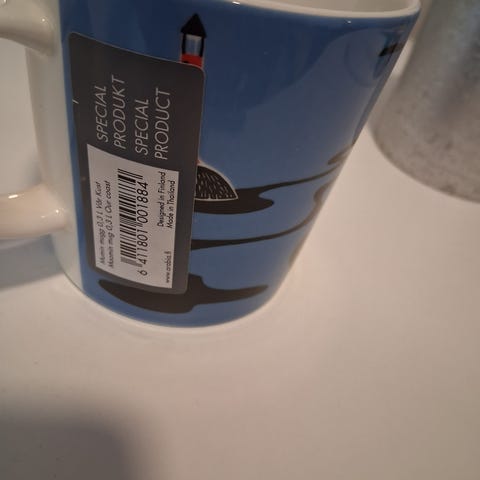 SPECIAL
PRODUKT
SPECIAL
PRODUCT
Mumin mugg 0,3 L Vår Kust
Moomin mug 0,3 L Our coast
6 411801 001884
Designed in Finland
Made in Thailand
www.arabia.fi